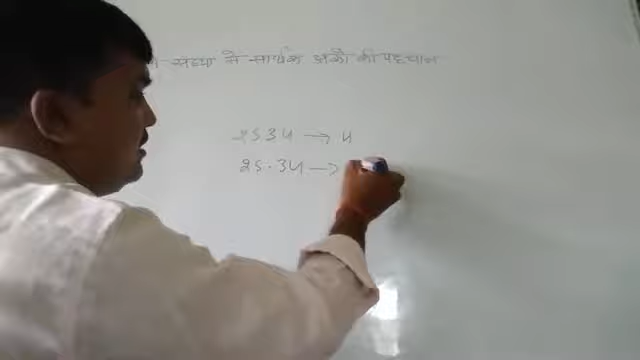 संख्या में सार्थक अंकों की पहचान
2534 → 4
25.34 →